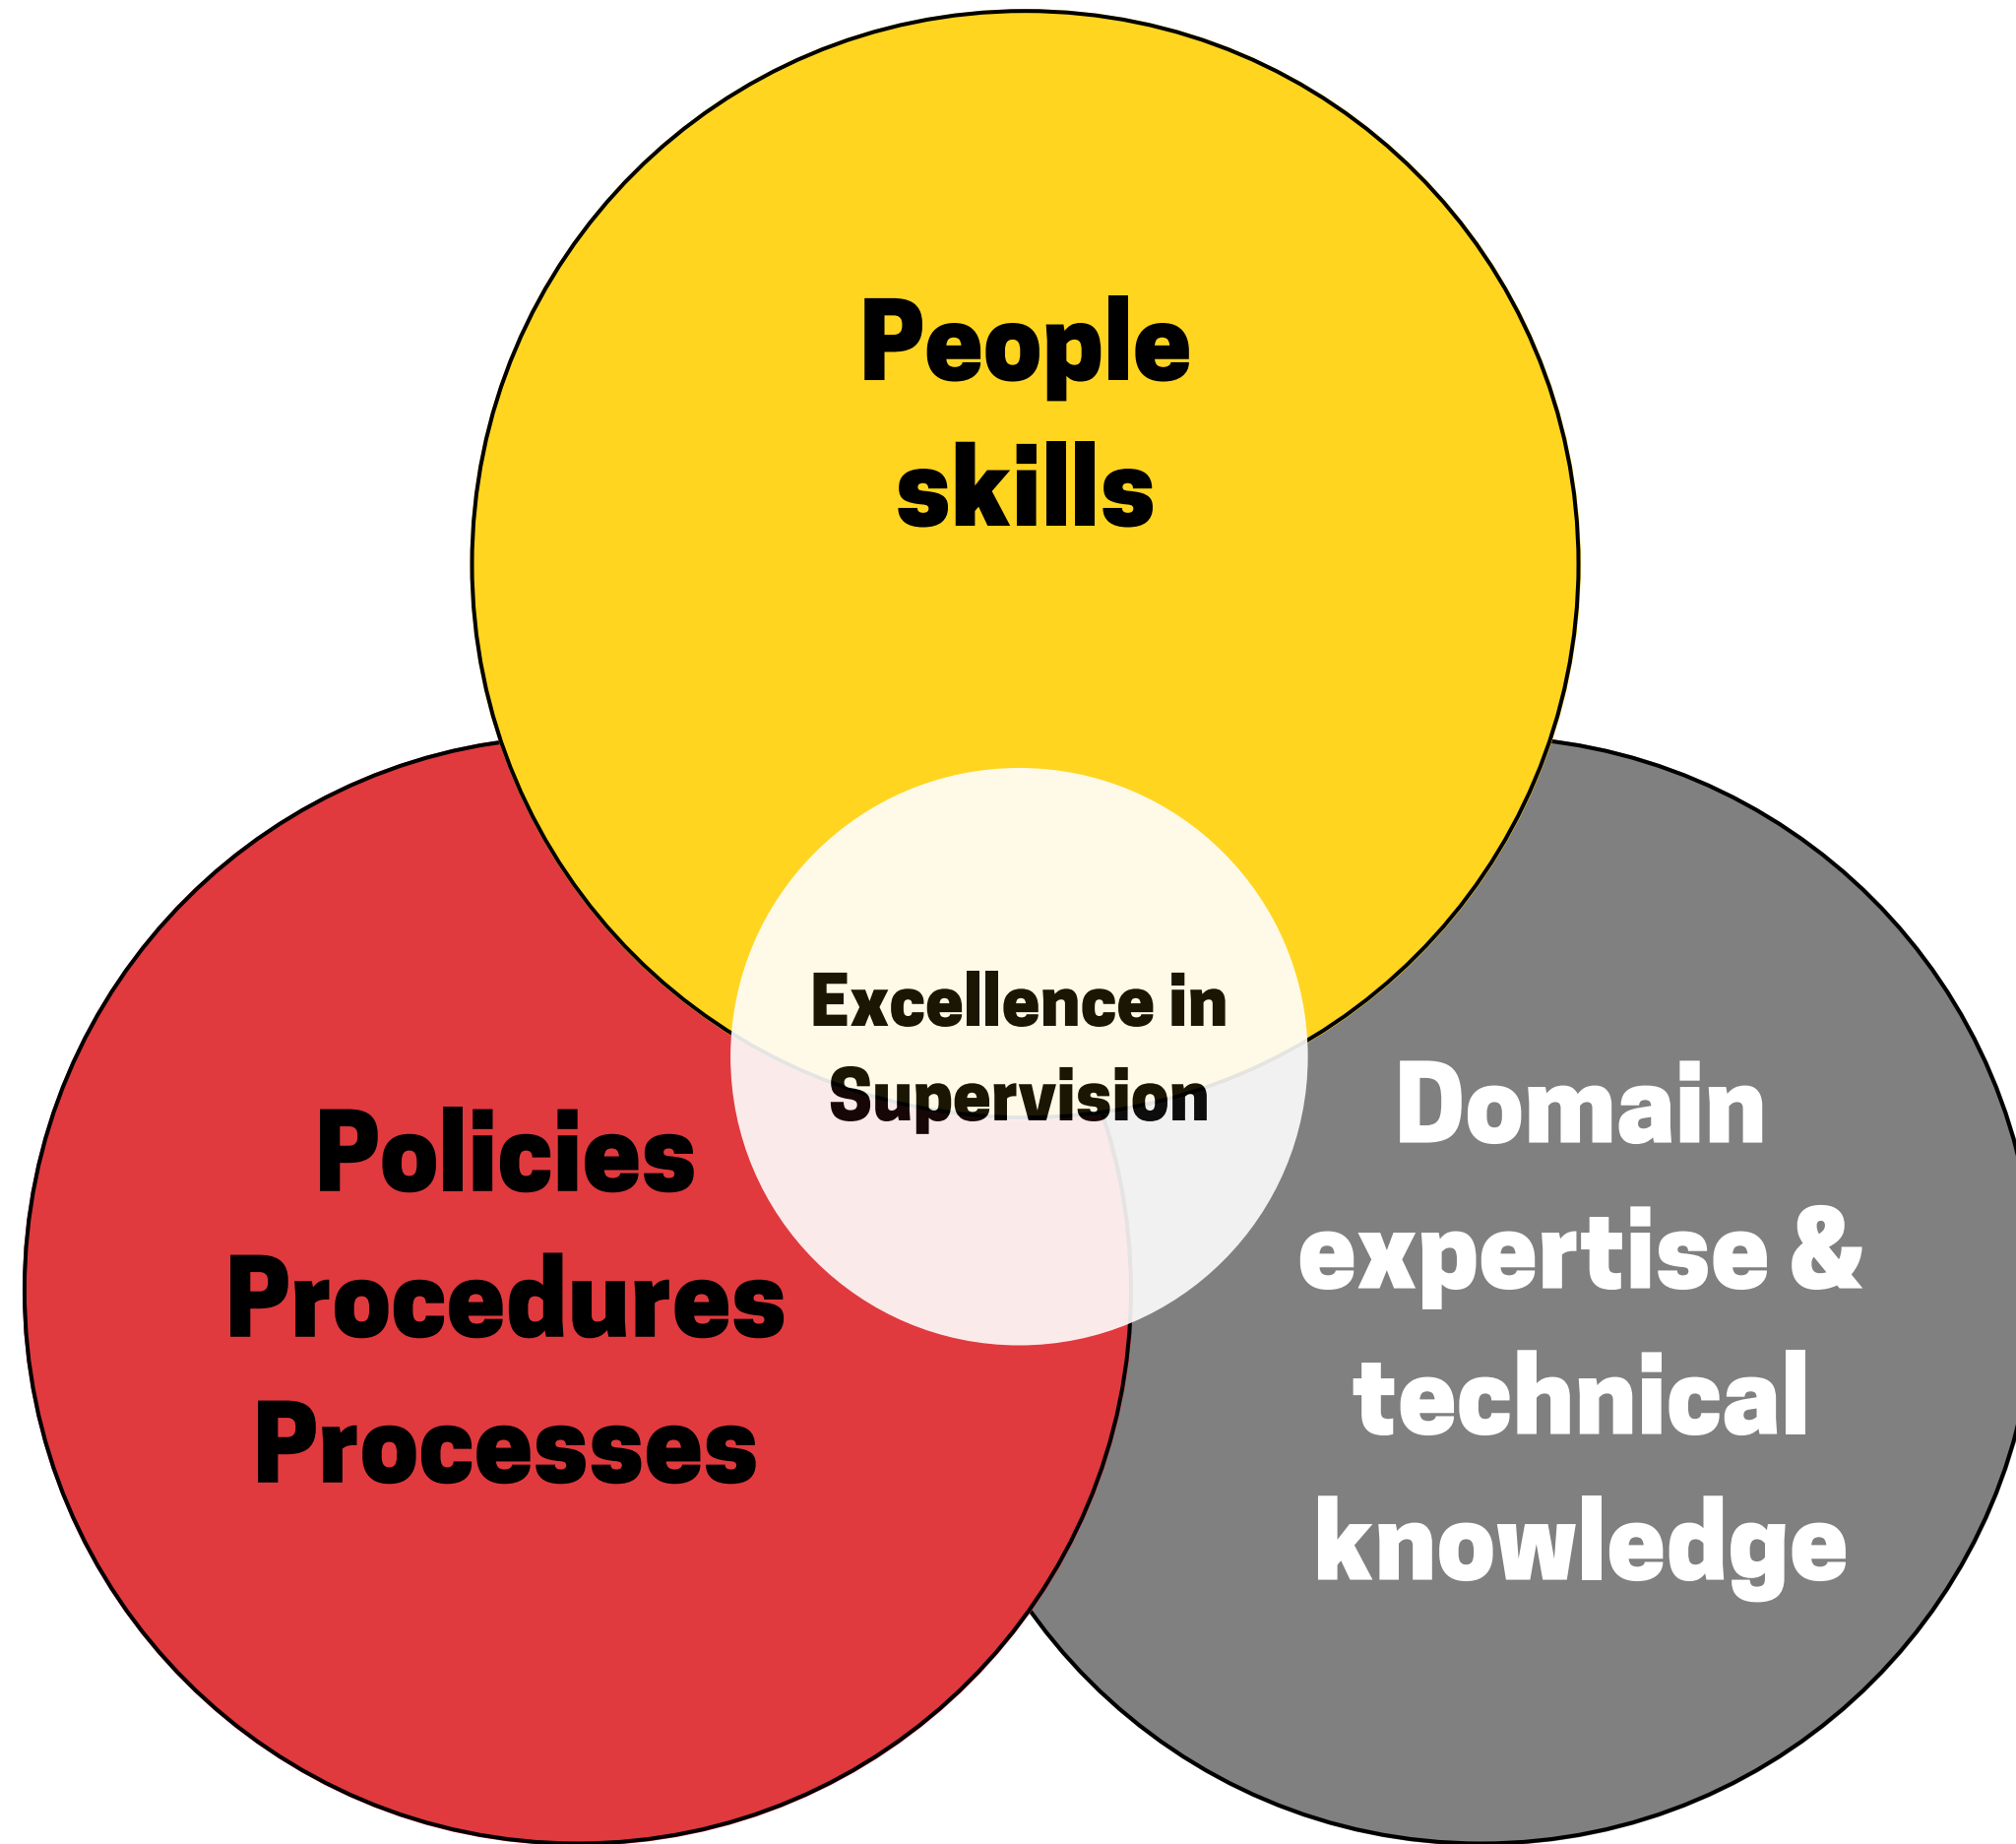 People
skills
Excellence in
Supervision
Policies
Procedures
Processes
Domain
expertise &
technical
knowledge